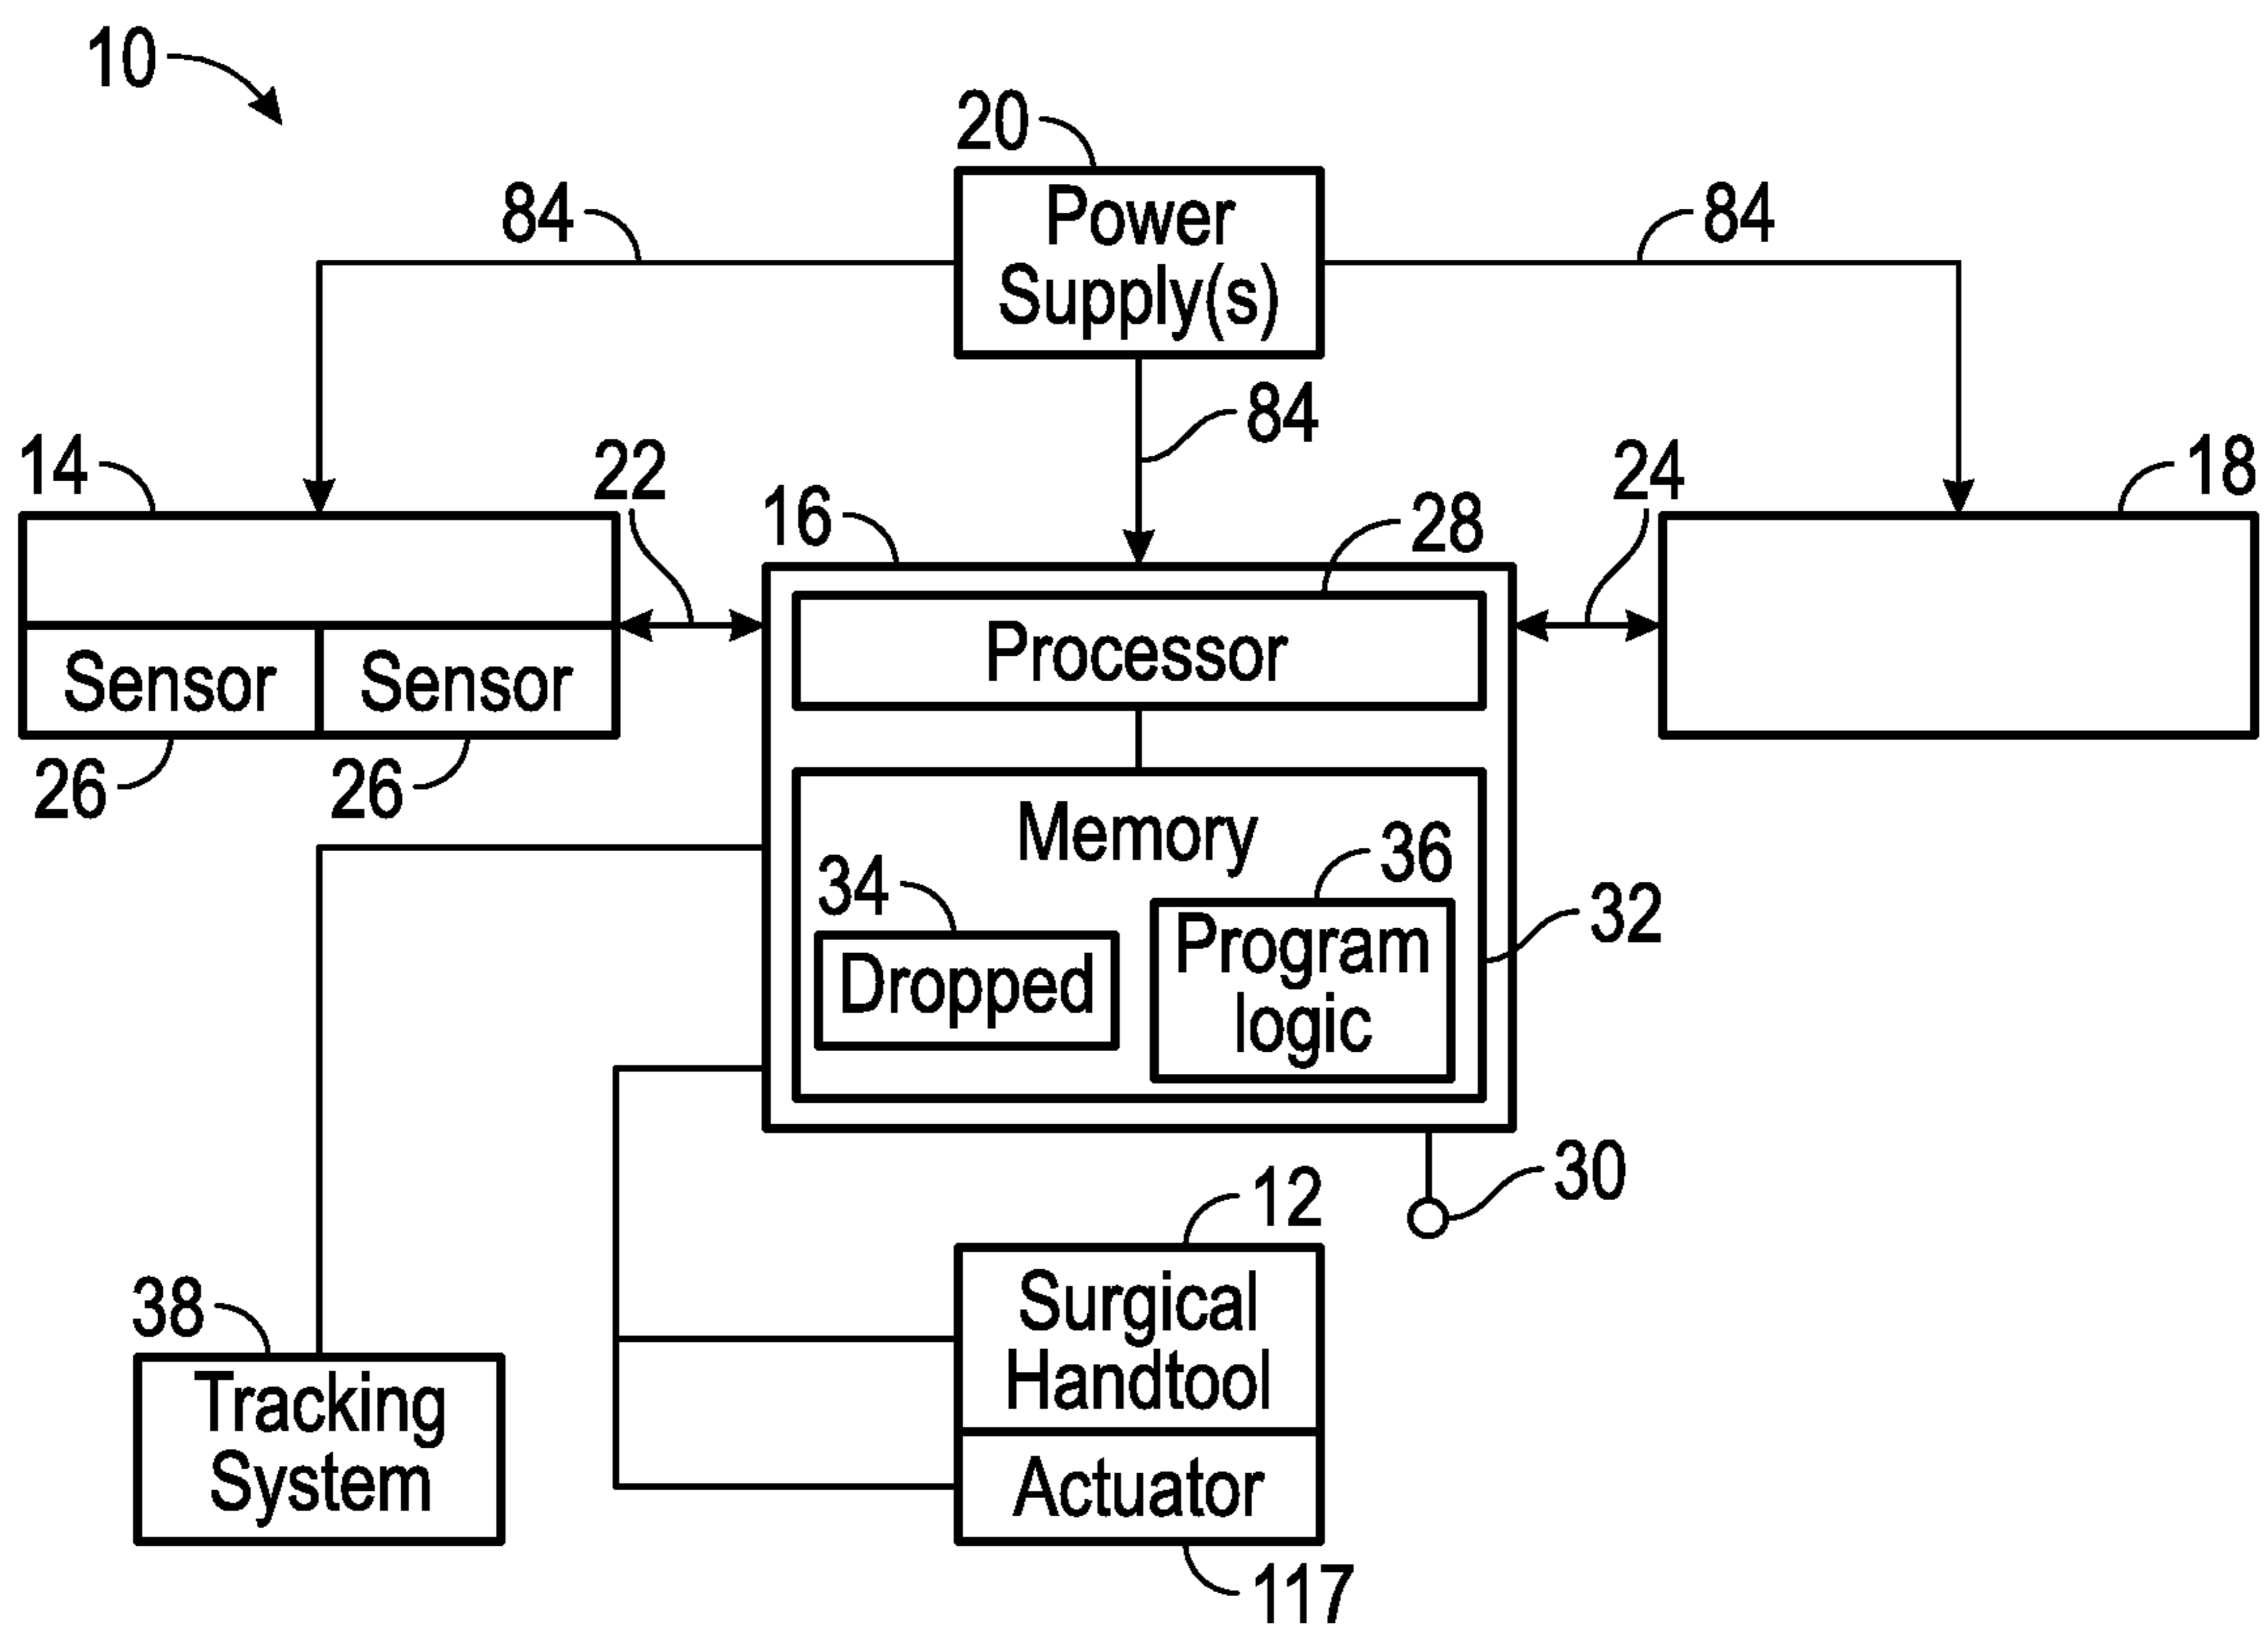 10
20
Power
Supply(s)
84
84
84
14
22
16
28
24
18
Sensor
Sensor
Processor
26
26
Memory
34
36
32
Dropped
Program
logic
30
12
38
Surgical
Handtool
Tracking
System
Actuator
117